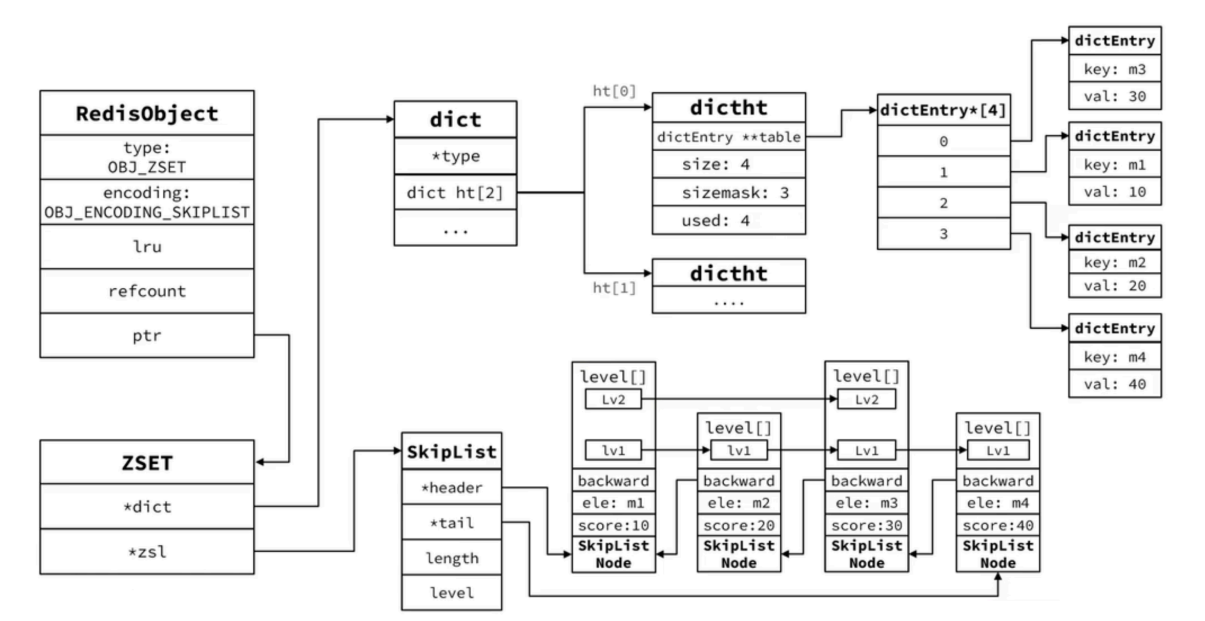 RedisObject
type:
OBJ_ZSET
encoding:
OBJ_ENCODING_SKIPLIST
lru
refcount
ptr
ZSET
*dict
*zsl
dict
*type
dict ht[2]
...
ht[0]
ht[1]
dictht
dictEntry **table
size: 4
sizemask: 3
used: 4
dictht
....
dictEntry*[4]
0
1
2
3
dictEntry
key: m3
val: 30
dictEntry
key: m1
val: 10
dictEntry
key: m2
val: 20
dictEntry
key: m4
val: 40
SkipList
*header
*tail
length
level
level[]
Lv2
lv1
backward
ele: m1
score:10
SkipList
Node
level[]
lv1
backward
ele: m2
score:20
SkipList
Node
level[]
Lv2
Lv1
backward
ele: m3
score:30
SkipList
Node
level[]
Lv1
backward
ele: m4
score:40
SkipList
Node